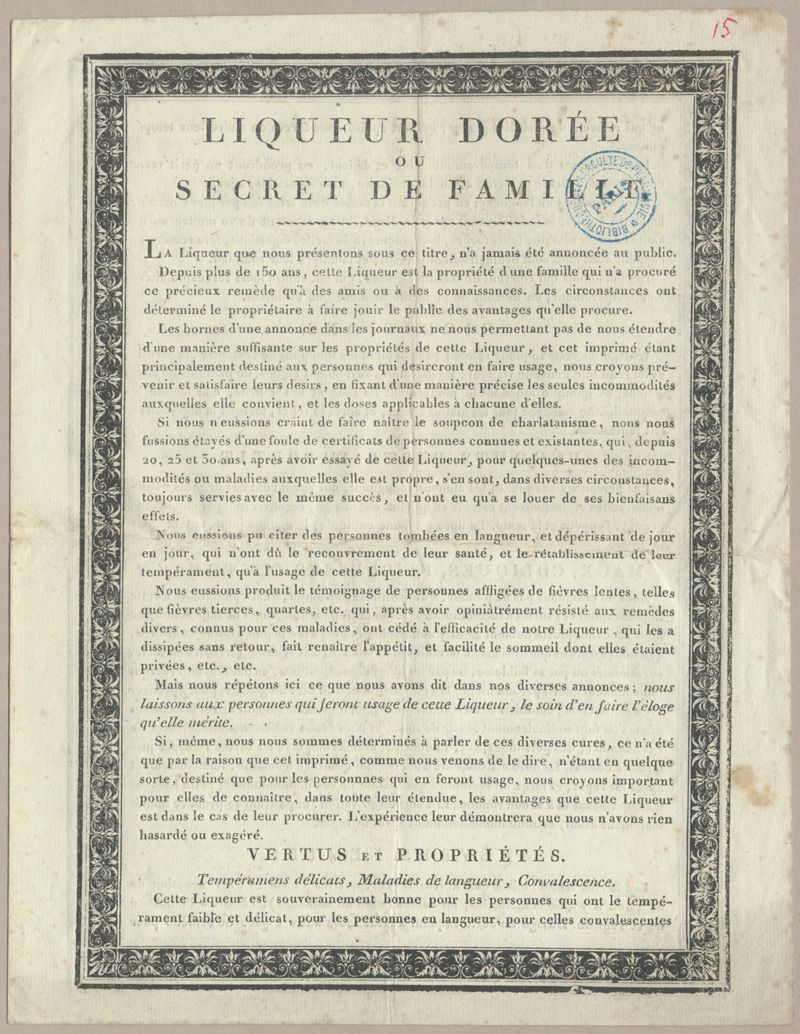 15
LIQUEUR DORÉE
OU
SECRET DE FAMILLE.
LA Liqueur que nous présentons sous ce titre, n'a jamais été annoncée au public.
Depuis plus de 150 ans, cette Liqueur est la propriété d'une famille qui n'a procuré
ce précieux remède qu'à des amis ou à des connaissances. Les circonstances ont
déterminé le propriétaire à faire jouir le public des avantages qu'elle procure.
Les bornes d'une annonce dans les journaux ne nous permettant pas de nous étendre
d'une manière suffisante sur les propriétés de cette Liqueur, et cet imprimé étant
principalement destiné aux personnes qui desireront en faire usage, nous croyons pré-
venir et satisfaire leurs desirs, en fixant d'une manière précise les seules incommodités
auxquelles elle convient, et les doses applicables à chacune d'elles.
Si nous n'eussions craint de faire naître le soupcon de charlatanisme, nous nous
fussions étayés d'une foule de certificats de personnes connues et existantes, qui, depuis
20, 25 et 30 ans, après avoir essayé de cette Liqueur, pour quelques-unes des incom-
modités ou maladies auxquelles elle est propre, s'en sont, dans diverses circonstances,
toujours servies avec le même succès, et n'ont eu qu'à se louer de ses bienfaisans
effets.
Nous eussions pu citer des personnes tombées en langueur, et dépérissant de jour
en jour, qui n'ont dû le recouvrement de leur santé, et le rétablissement de leur
tempérament, qu'à l'usage de cette Liqueur.
Nous eussions produit le témoignage de personnes affligées de fièvres lentes, telles
que fièvres tierces, quartes, etc. qui, après avoir opiniâtrément résisté aux remèdes
divers, connus pour ces maladies, ont cédé à l'efficacité de notre Liqueur, qui les a
dissipées sans retour, fait renaître l'appétit, et facilité le sommeil dont elles étaient
privées, etc., etc.
Mais nous répétons ici ce que nous avons dit dans nos diverses annonces; nous
laissons aux personnes qui feront usage de cette Liqueur, le soin d'en faire l'éloge
qu'elle mérite.
Si, même, nous nous sommes déterminés à parler de ces diverses cures, ce n'a été
que par la raison que cet imprimé, comme nous venons de le dire, n'étant en quelque
sorte, destiné que pour les personnnes qui en feront usage, nous croyons important
pour elles de connaître, dans toute leur étendue, les avantages que cette Liqueur
est dans le cas de leur procurer. L'expérience leur démontrera que nous n'avons rien
hasardé ou exagéré.
VERTUS ET PROPRIÉTÉS.
Tempéramens délicats, Maladies de langueur, Convalescence.
Cette Liqueur est souverainement bonne pour les personnes qui ont le tempé-
rament faible et délicat, pour les personnes en langueur, pour celles convalescentes